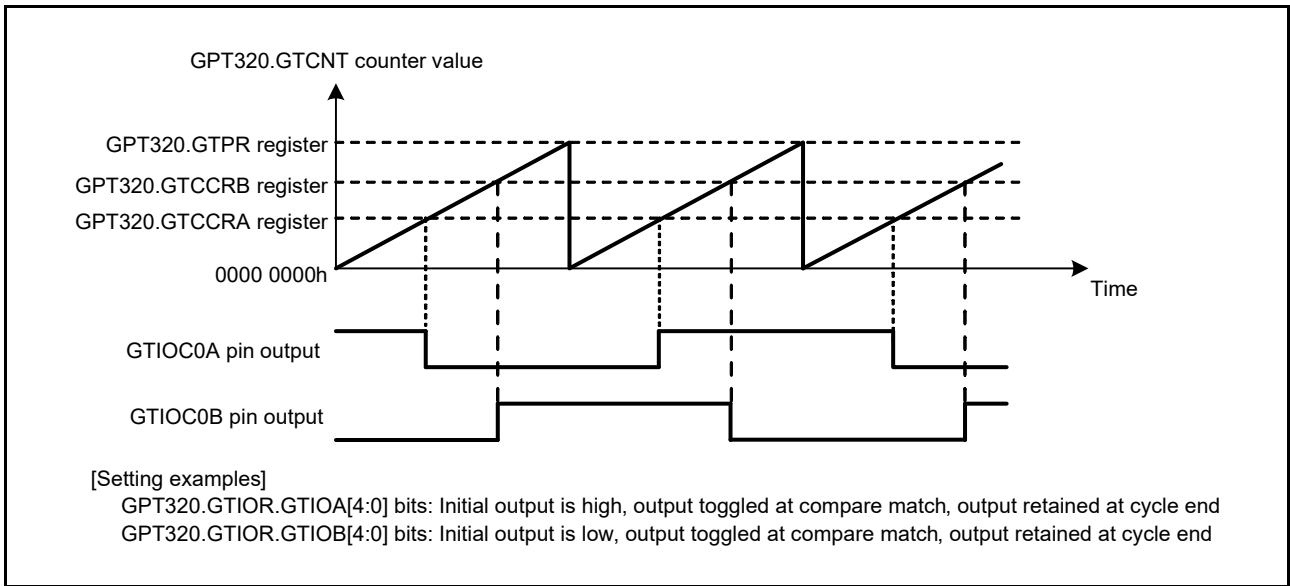 GPT320.GTCNT counter value
GPT320.GTPR register
GPT320.GTCCRB register
GPT320.GTCCRA register
0000 0000h
Time
GTIOC0A pin output
GTIOC0B pin output
[Setting examples]
GPT320.GTIOR.GTIOA[4:0] bits: Initial output is high, output toggled at compare match, output retained at cycle end
GPT320.GTIOR.GTIOB[4:0] bits: Initial output is low, output toggled at compare match, output retained at cycle end